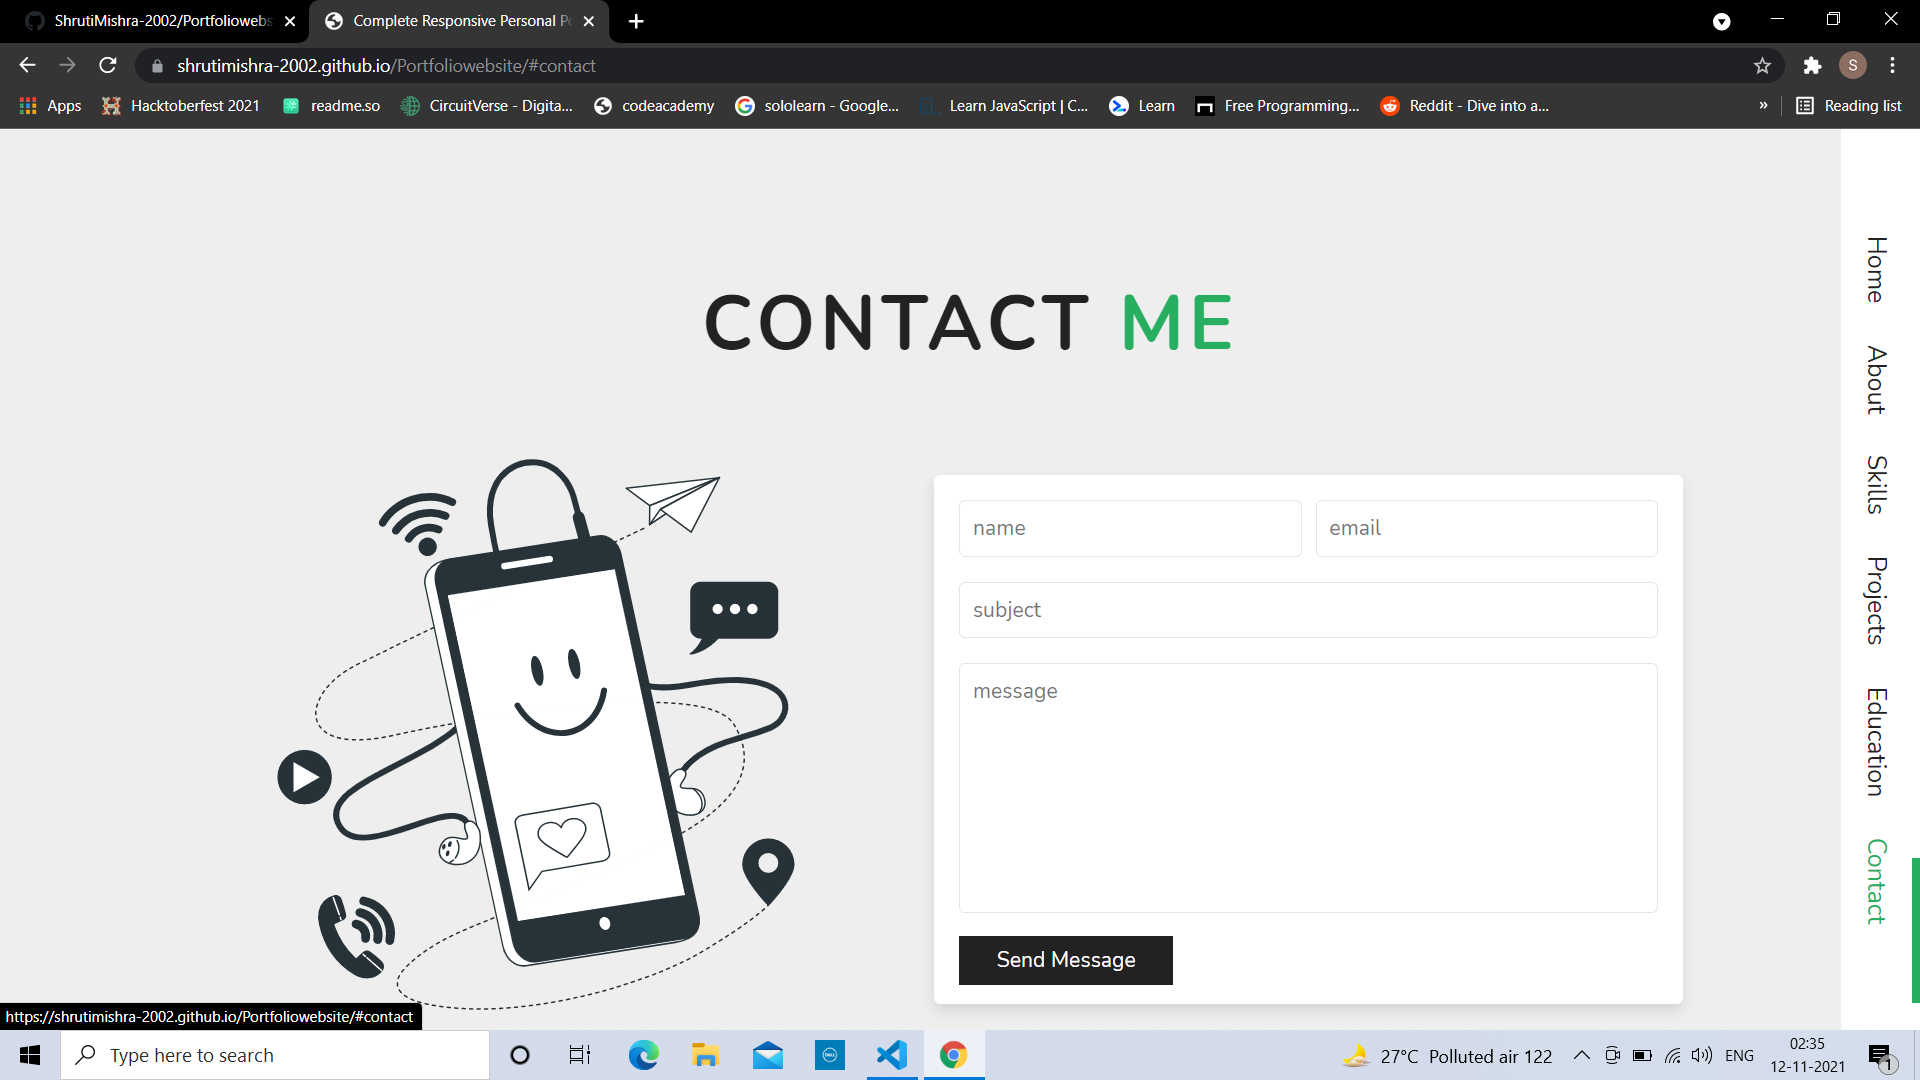 ShrutiMishra-2002/Portfoliowebs
Complete Responsive Personal P
shrutimishra-2002.github.io/Portfoliowebsite/#contact
S
Apps
Hacktoberfest 2021
readme.so
CircuitVerse - Digita...
codeacademy
sololearn - Google...
Learn JavaScript | C...
Learn
Free Programming...
Reddit - Dive into a...
»
Reading list
CONTACT ME
name
email
subject
message
Send Message
Home
About
Skills
Projects
Education
Contact
https://shrutimishra-2002.github.io/Portfoliowebsite/#contact
Type here to search
DELL
27°C Polluted air 122
ENG
02:35
12-11-2021
1